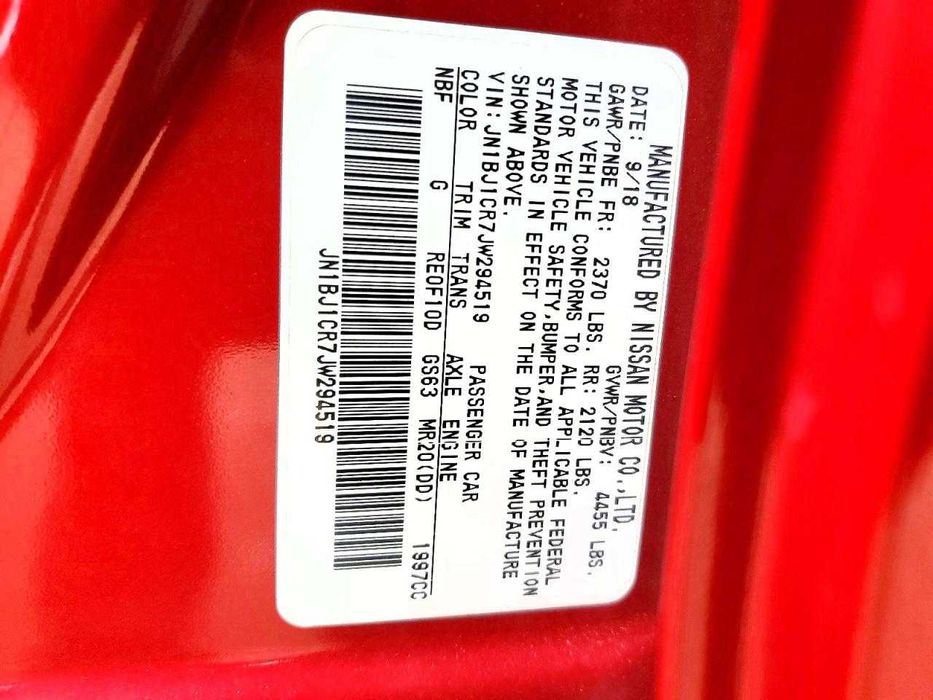 MANUFACTURED BY NISSAN MOTOR CO.,LTD.
DATE: 9/18 GVWR/PNBV: 4455 LBS.
GAWR/PNBE FR: 2370 LBS. RR: 2120 LBS.
THIS VEHICLE CONFORMS TO ALL APPLICABLE FEDERAL
MOTOR VEHICLE SAFETY,BUMPER,AND THEFT PREVENTION
STANDARDS IN EFFECT ON THE DATE OF MANUFACTURE
SHOWN ABOVE.
VIN:JN1BJ1CR7JW294519 PASSENGER CAR
COLOR TRIM TRANS AXLE ENGINE
NBF G RE0F10D GS63 MR20(DD) 1997CC
JN1BJ1CR7JW294519